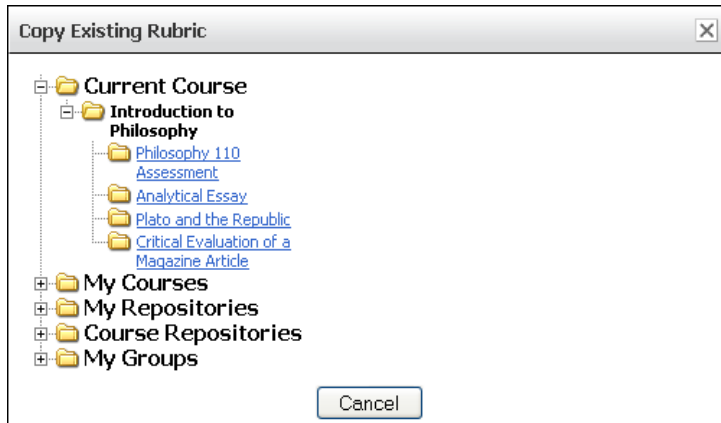 Copy Existing Rubric
Current Course
Introduction to
Philosophy
Philosophy 110
Assessment
Analytical Essay
Plato and the Republic
Critical Evaluation of a
Magazine Article
My Courses
My Repositories
Course Repositories
My Groups
Cancel